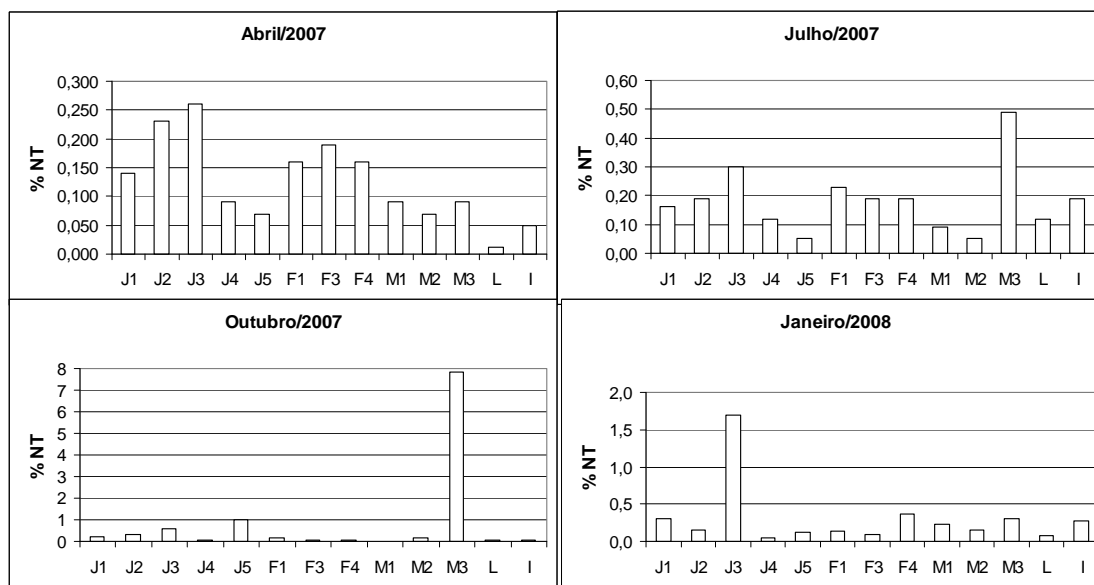 Abril/2007
% NT
0,300
0,250
0,200
0,150
0,100
0,050
0,000
J1 J2 J3 J4 J5 F1 F3 F4 M1 M2 M3 L I
Julho/2007
% NT
0,60
0,50
0,40
0,30
0,20
0,10
0,00
J1 J2 J3 J4 J5 F1 F3 F4 M1 M2 M3 L I
Outubro/2007
% NT
8
7
6
5
4
3
2
1
0
J1 J2 J3 J4 J5 F1 F3 F4 M1 M2 M3 L I
Janeiro/2008
% NT
2,0
1,5
1,0
0,5
0,0
J1 J2 J3 J4 J5 F1 F3 F4 M1 M2 M3 L I